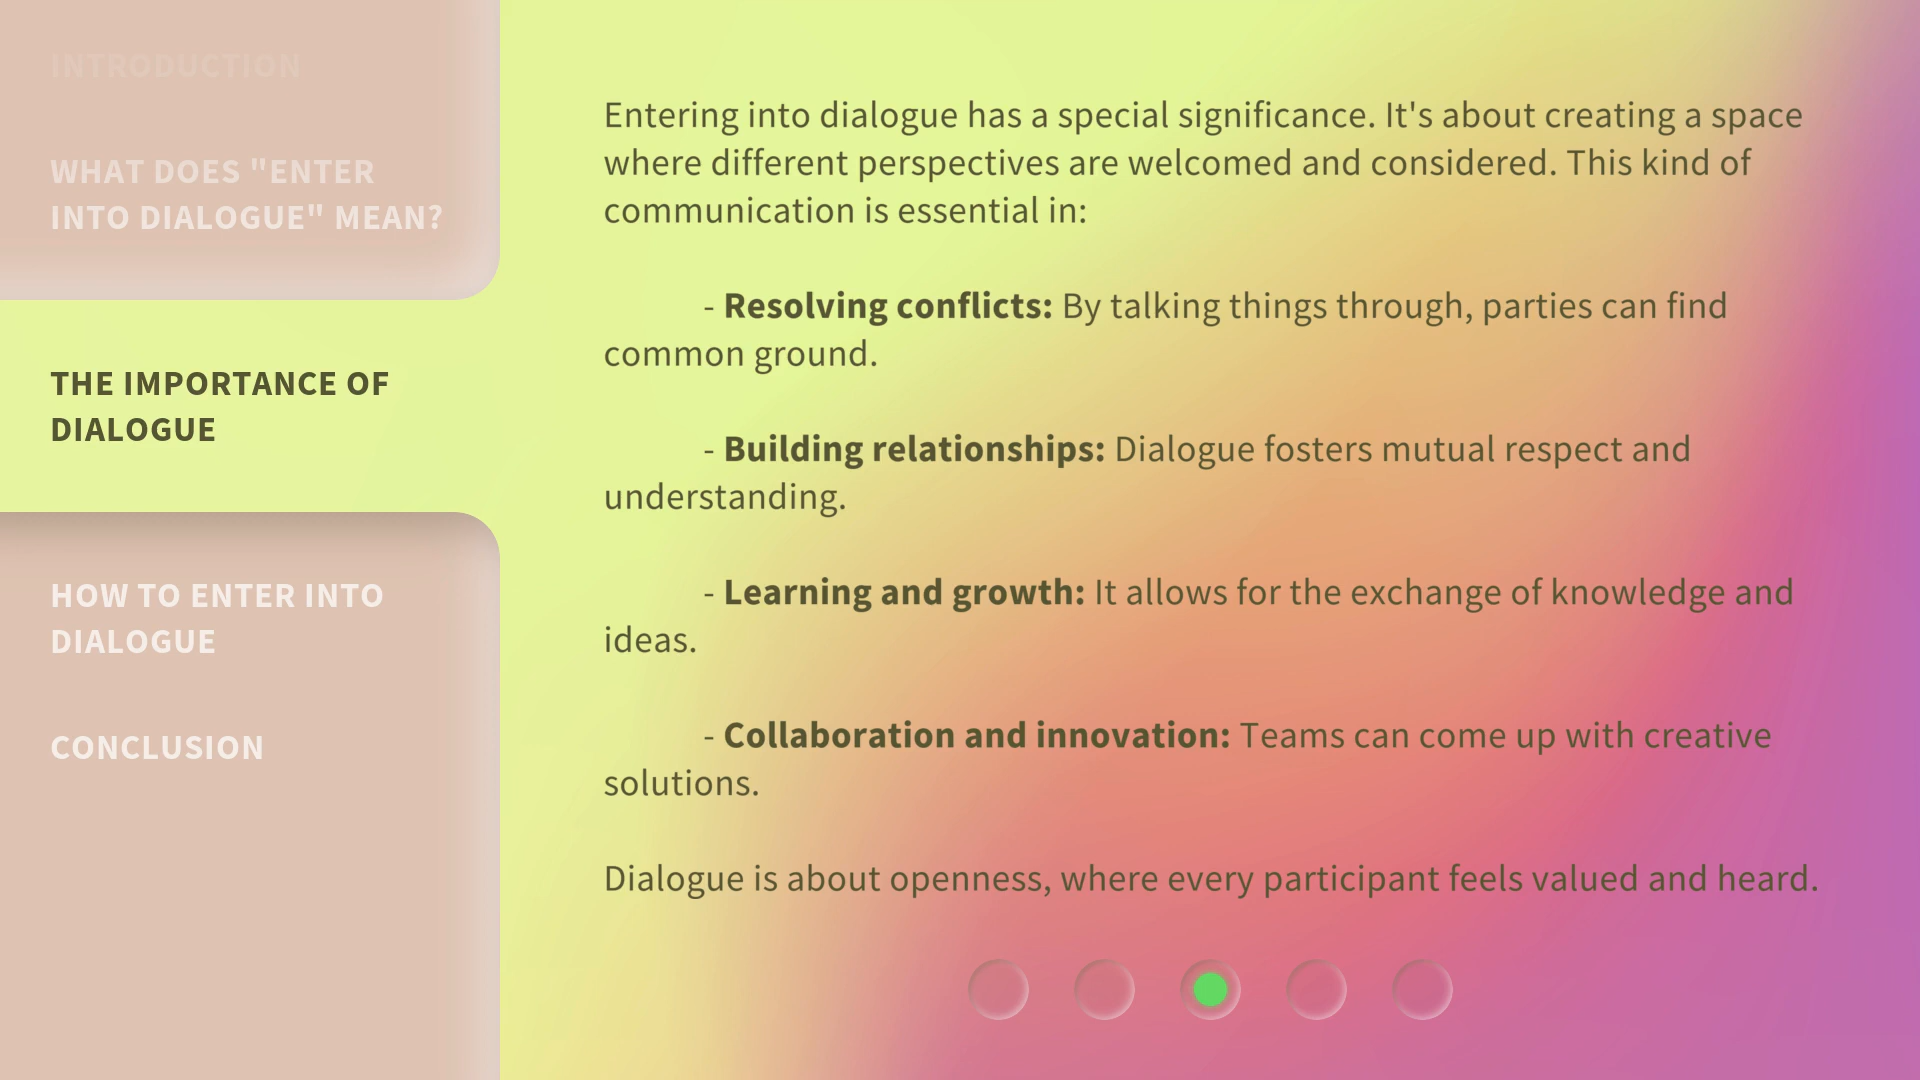 INTRODUCTION
WHAT DOES "ENTER
INTO DIALOGUE" MEAN?
THE IMPORTANCE OF
DIALOGUE
HOW TO ENTER INTO
DIALOGUE
CONCLUSION
Entering into dialogue has a special significance. It's about creating a space
where different perspectives are welcomed and considered. This kind of
communication is essential in:
- Resolving conflicts: By talking things through, parties can find
common ground.
- Building relationships: Dialogue fosters mutual respect and
understanding.
- Learning and growth: It allows for the exchange of knowledge and
ideas.
- Collaboration and innovation: Teams can come up with creative
solutions.
Dialogue is about openness, where every participant feels valued and heard.